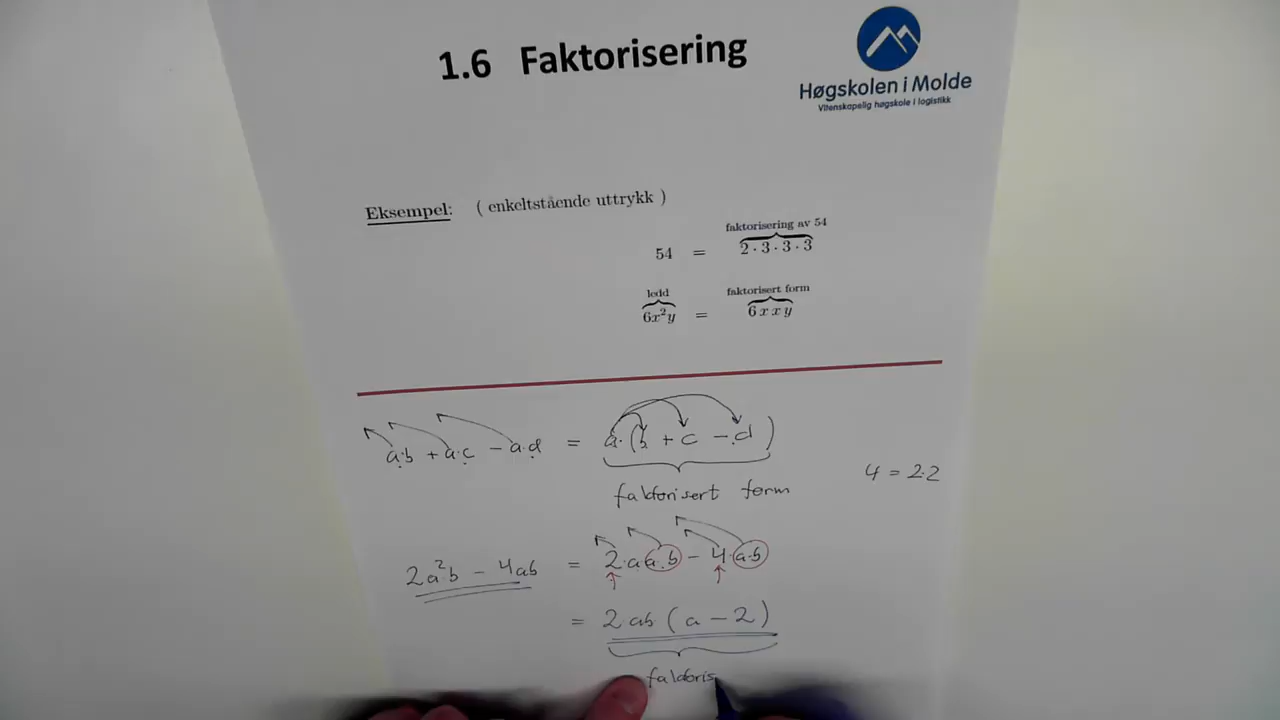 1.6 Faktorisering
Høgskolen i Molde
Vitenskapelig høgskole i logistikk
Eksempel: ( enkeltstående uttrykk )
faktorisering av 54
54 = 2 · 3 · 3 · 3
ledd faktorisert form
6x²y = 6 x x y
a·b + a·c − a·d = a·(b + c − d)
faktorisert form
4 = 2·2
2a²b − 4ab = 2·a·a·b − 4·a·b
= 2ab(a − 2)
faktoris